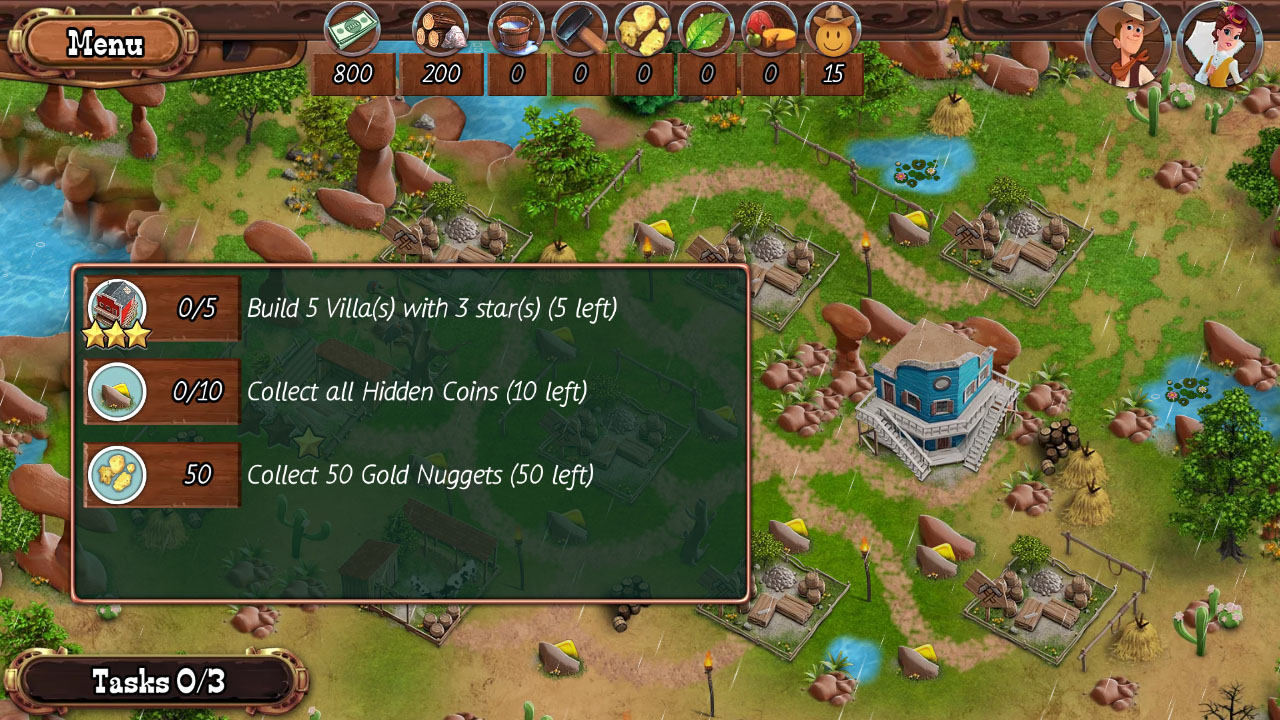 Menu
800 200 0 0 0 0 0 15
0/5 Build 5 Villa(s) with 3 star(s) (5 left)
0/10 Collect all Hidden Coins (10 left)
50 Collect 50 Gold Nuggets (50 left)
Tasks 0/3